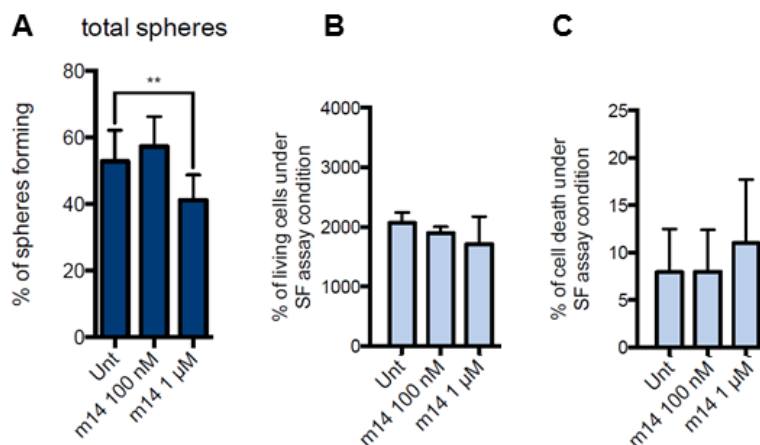 A
total spheres
% of spheres forming
80
60
40
20
0
**
Unt
m14 100 nM
m14 1 µM
B
% of living cells under
SF assay condition
4000
3000
2000
1000
0
Unt
m14 100 nM
m14 1 µM
C
% of cell death under
SF assay condition
25
20
15
10
5
0
Unt
m14 100 nM
m14 1 µM